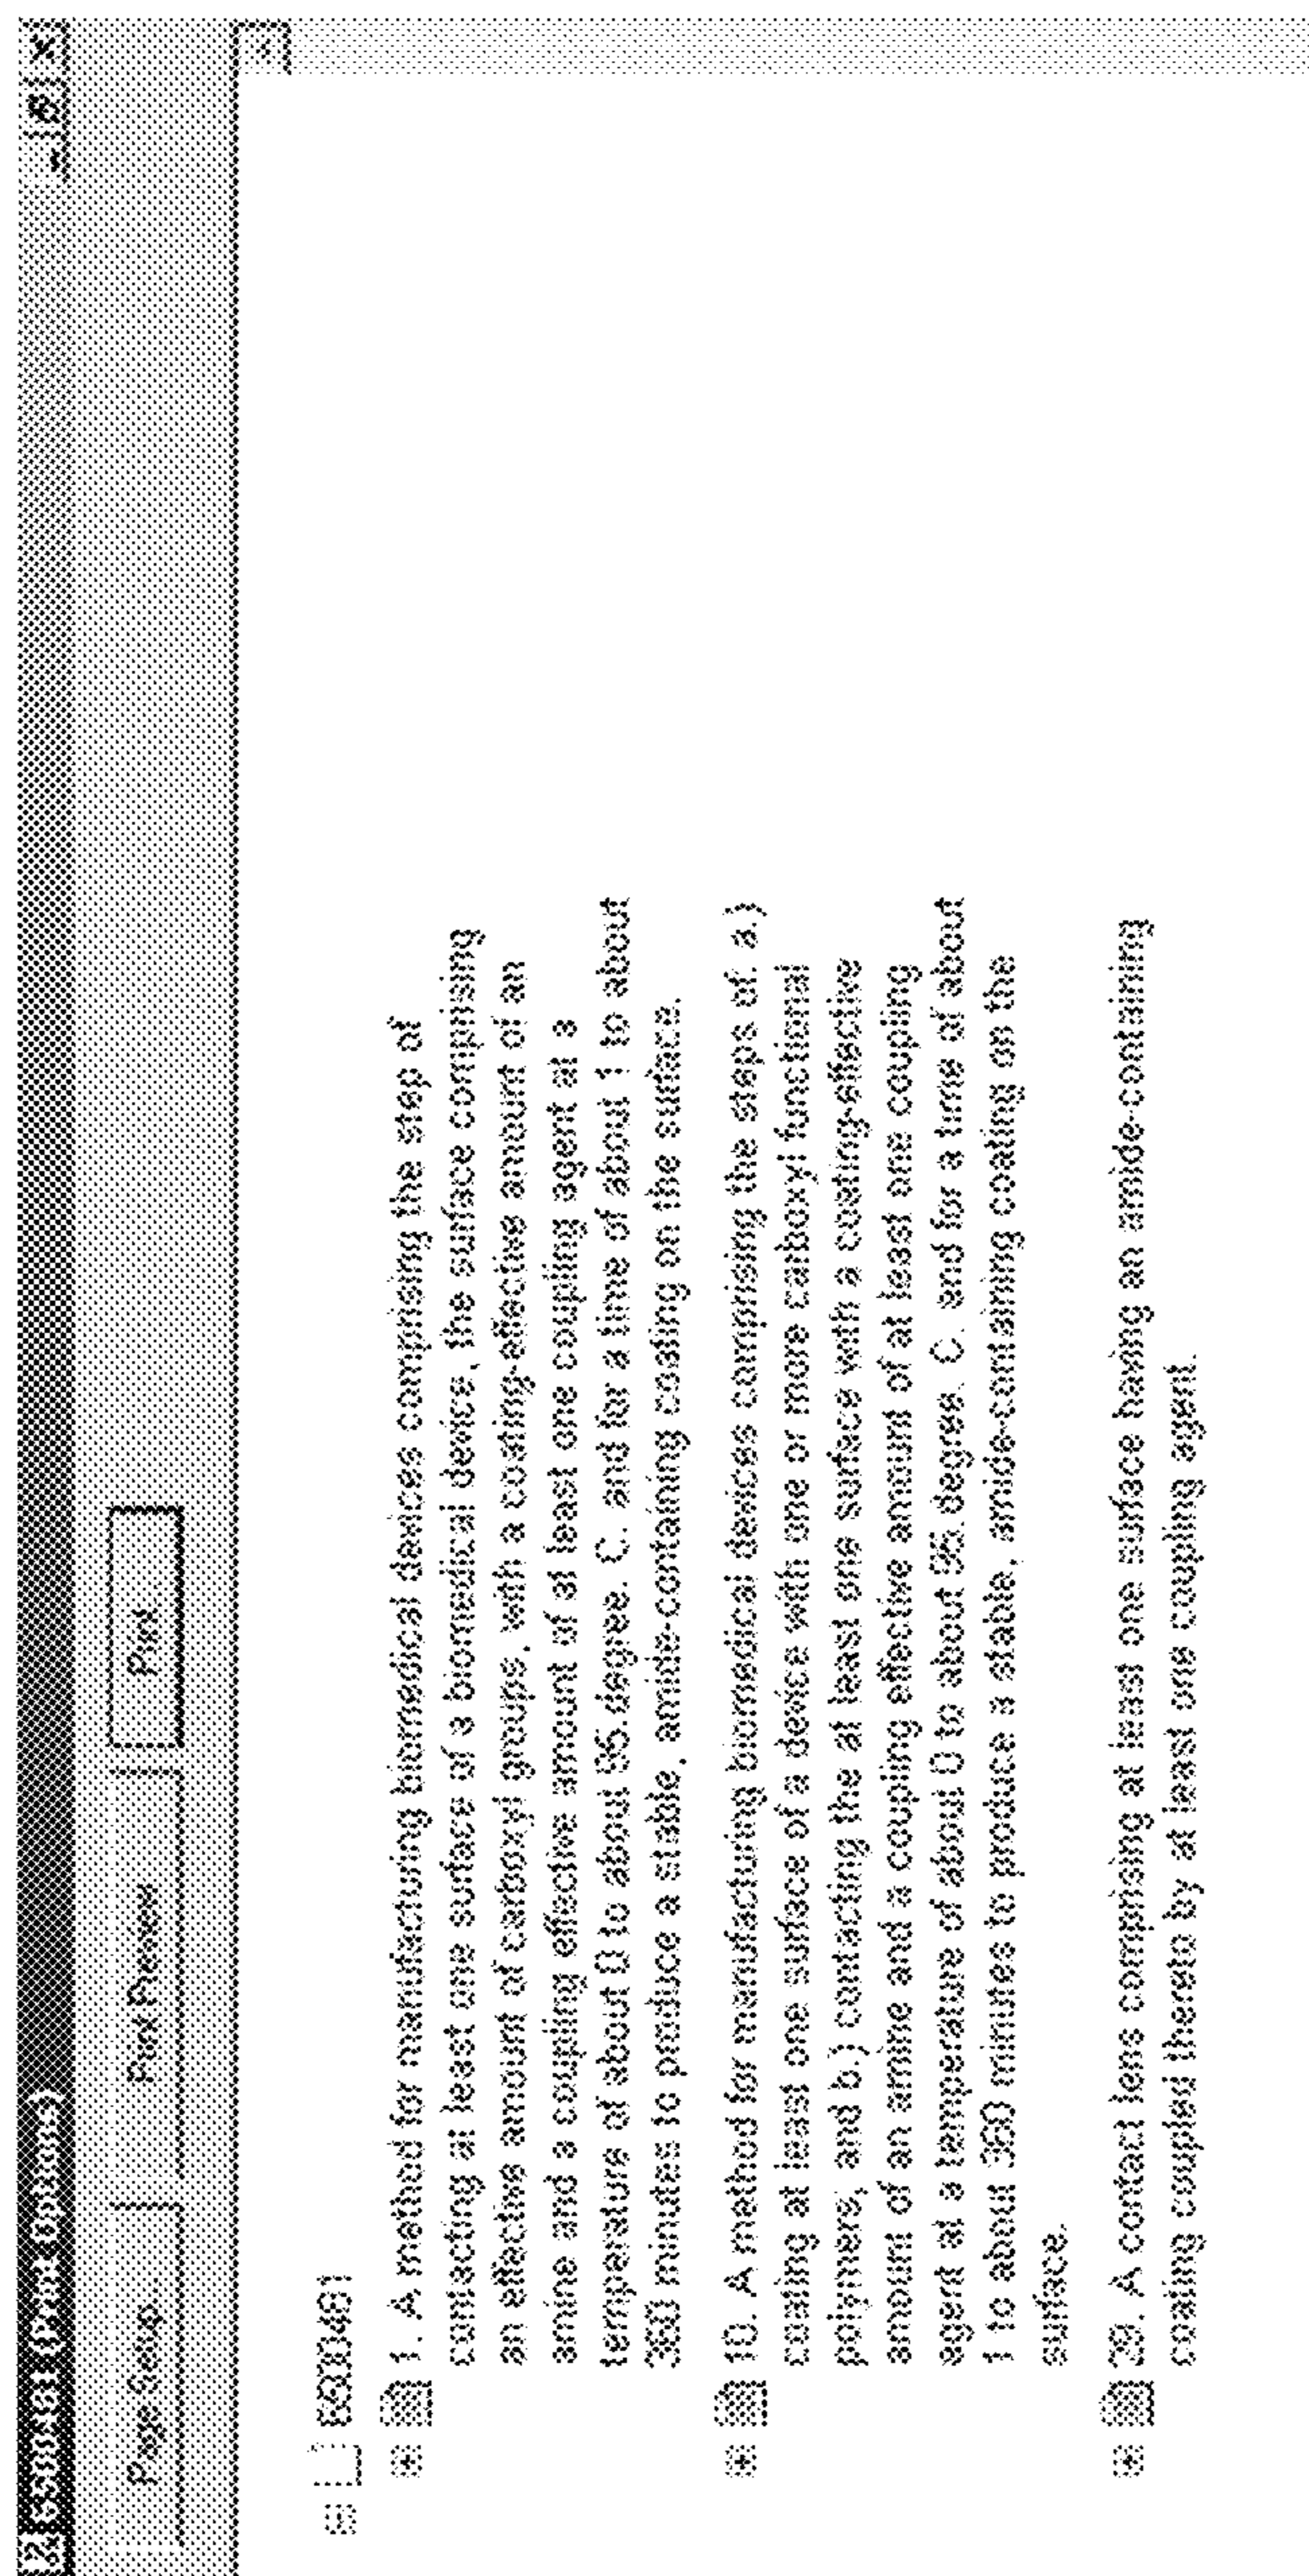 6500481 (Print Options)
Page Setup...
Print Preview
Print
6500481
1. A method for manufacturing biomedical devices comprising the step of
contacting at least one surface of a biomedical device, the surface comprising
an effective amount of carboxyl groups, with a coating-effective amount of an
amine and a coupling effective amount of at least one coupling agent at a
temperature of about 0 to about 95.degree. C. and for a time of about 1 to about
360 minutes to produce a stable, amide-containing coating on the surface.
10. A method for manufacturing biomedical devices comprising the steps of: a.)
coating at least one surface of a device with one or more carboxyl functional
polymers; and b.) contacting the at least one surface with a coating-effective
amount of an amine and a coupling effective amount of at least one coupling
agent at a temperature of about 0 to about 95.degree. C. and for a time of about
1 to about 360 minutes to produce a stable, amide-containing coating on the
surface.
A contact lens comprising at least one surface having an amide-containing
coating coupled thereto by at least one coupling agent.